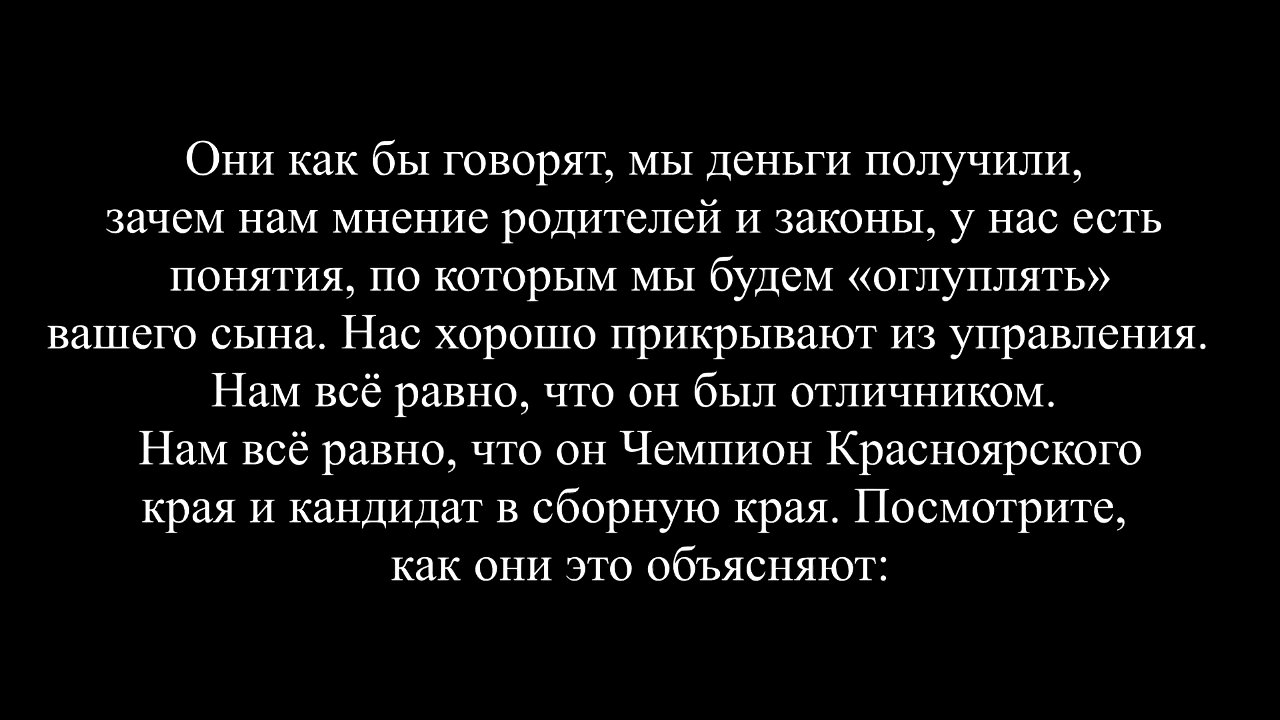 Они как бы говорят, мы деньги получили,
зачем нам мнение родителей и законы, у нас есть
понятия, по которым мы будем «оглуплять»
вашего сына. Нас хорошо прикрывают из управления.
Нам всё равно, что он был отличником.
Нам всё равно, что он Чемпион Красноярского
края и кандидат в сборную края. Посмотрите,
как они это объясняют: